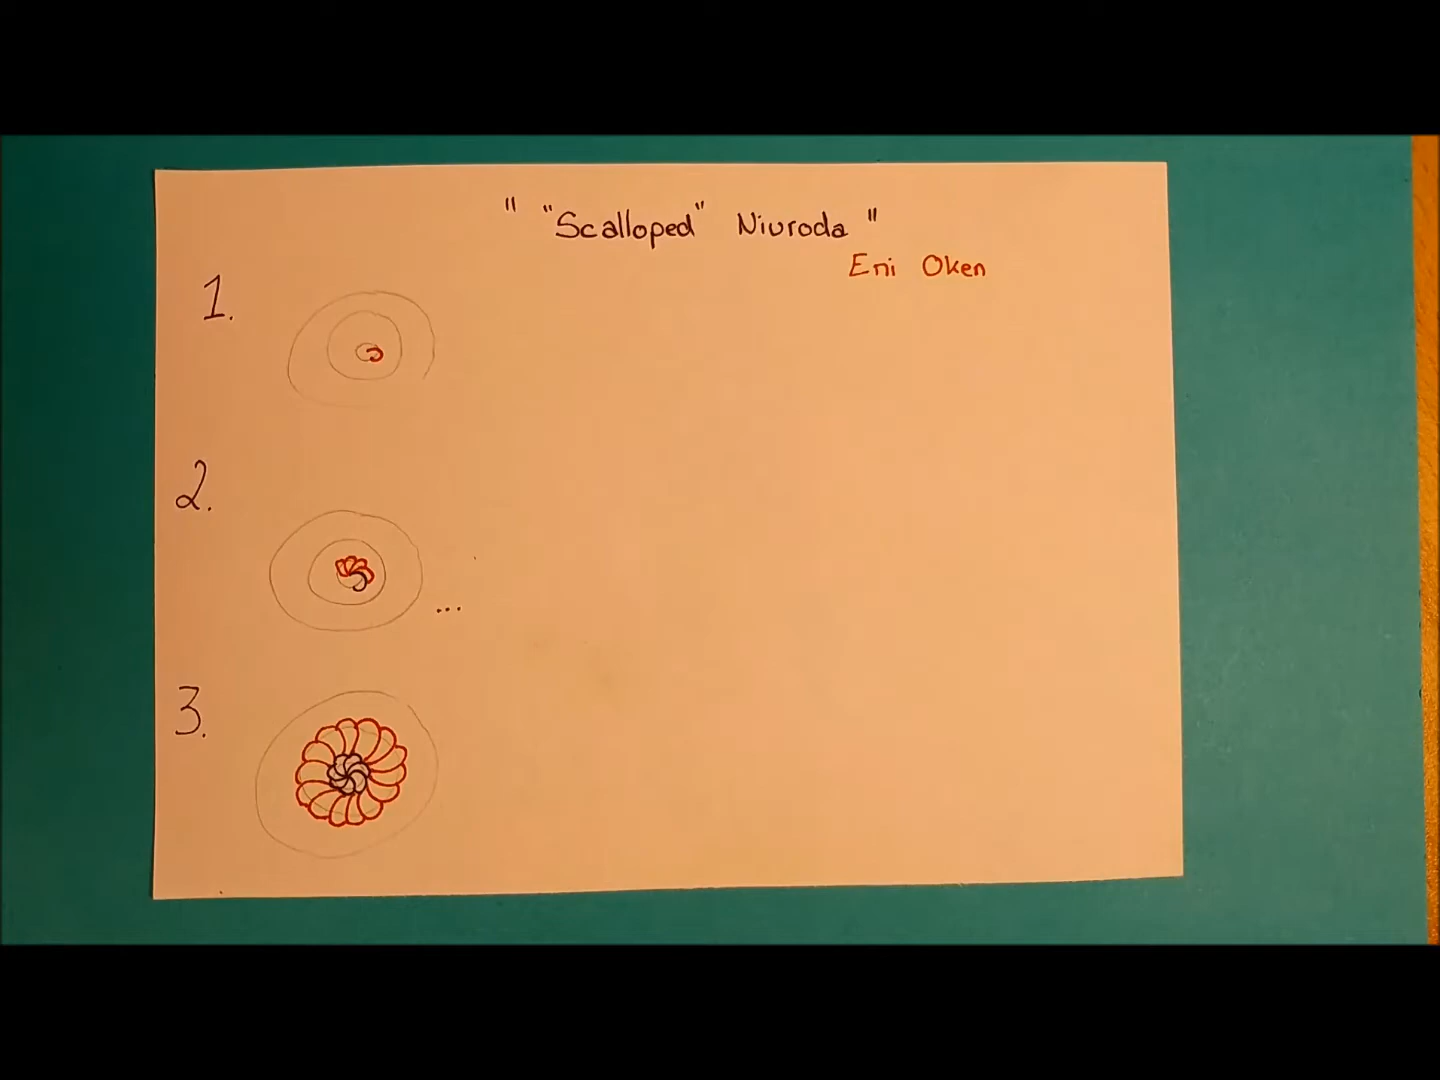 " "Scalloped" Niuroda "
Eni Oken
1.
2.
...
3.